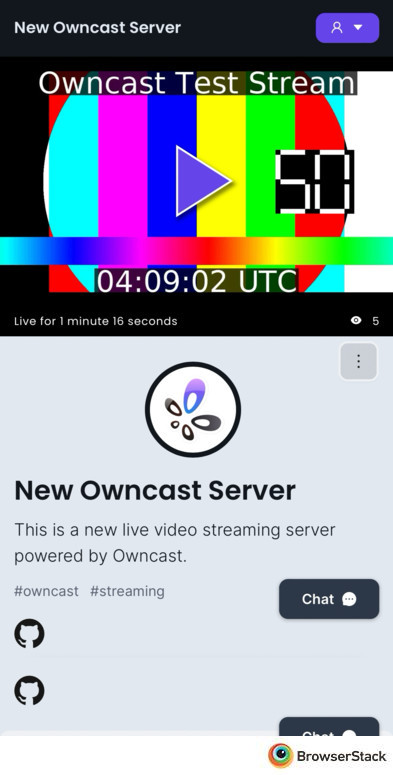 New Owncast Server
Owncast Test Stream
50
04:09:02 UTC
Live for 1 minute 16 seconds
5
New Owncast Server
This is a new live video streaming server
powered by Owncast.
#owncast #streaming
Chat
Chat
BrowserStack